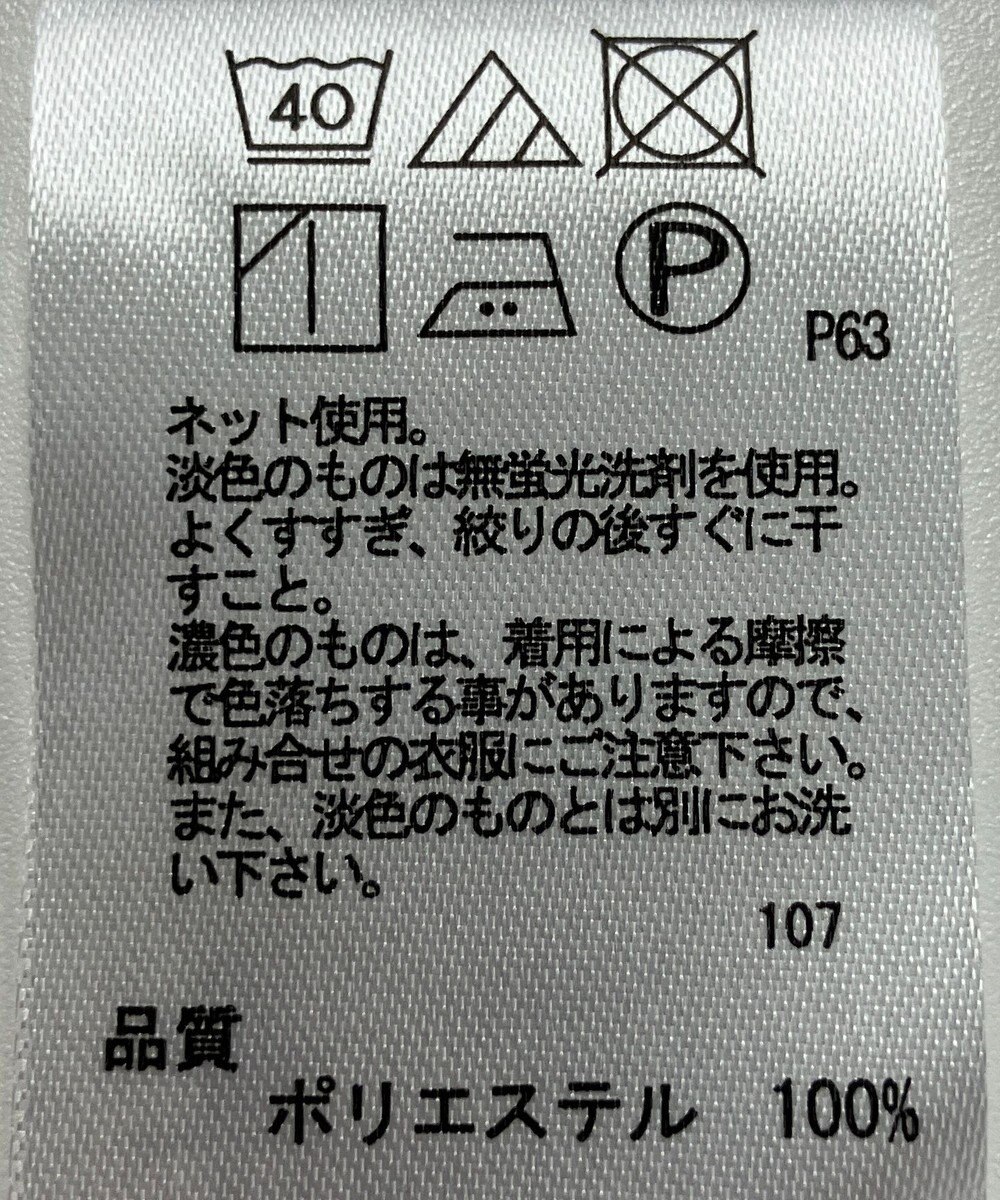 40
P
P63
ネット使用。
淡色のものは無蛍光洗剤を使用。
よくすすぎ、絞りの後すぐに干
すこと。
濃色のものは、着用による摩擦
で色落ちする事がありますので、
組み合せの衣服にご注意下さい。
また、淡色のものとは別にお洗
い下さい。
107
品質
ポリエステル 100%